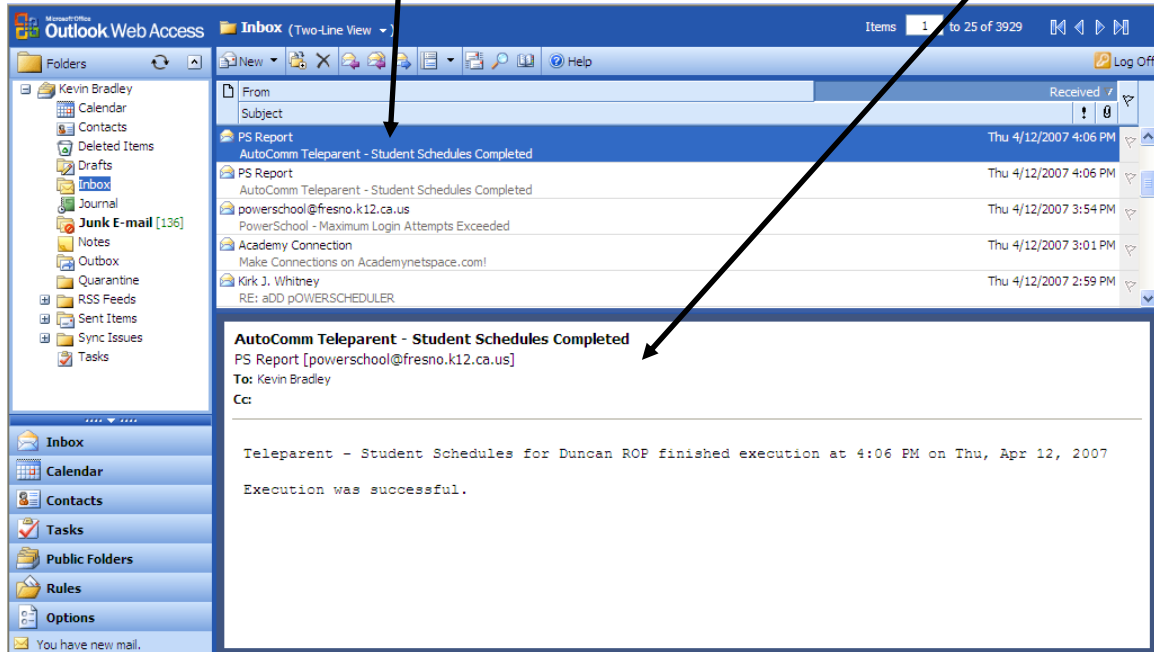 Microsoft Office
Outlook Web Access
Inbox (Two-Line View )
Items 1 to 25 of 3929
Folders
New
Help
Log Off
Kevin Bradley
Calendar
Contacts
Deleted Items
Drafts
Inbox
Journal
Junk E-mail [136]
Notes
Outbox
Quarantine
RSS Feeds
Sent Items
Sync Issues
Tasks
From
Received
Subject
PS Report
Thu 4/12/2007 4:06 PM
AutoComm Teleparent - Student Schedules Completed
PS Report
Thu 4/12/2007 4:06 PM
AutoComm Teleparent - Student Schedules Completed
powerschool@fresno.k12.ca.us
Thu 4/12/2007 3:54 PM
PowerSchool - Maximum Login Attempts Exceeded
Academy Connection
Thu 4/12/2007 3:01 PM
Make Connections on Academynetspace.com!
Kirk J. Whitney
Thu 4/12/2007 2:59 PM
RE: aDD pOWERSCHEDULER
AutoComm Teleparent - Student Schedules Completed
PS Report [powerschool@fresno.k12.ca.us]
To: Kevin Bradley
Cc:
Teleparent - Student Schedules for Duncan ROP finished execution at 4:06 PM on Thu, Apr 12, 2007
Execution was successful.
Inbox
Calendar
Contacts
Tasks
Public Folders
Rules
Options
You have new mail.